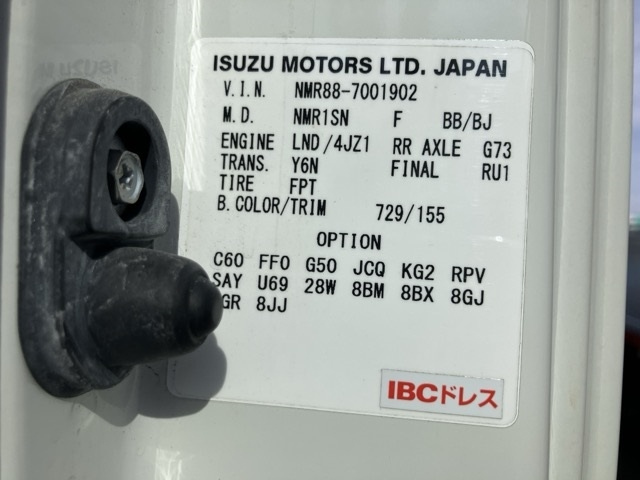 ISUZU MOTORS LTD. JAPAN
V.I.N. NMR88-7001902
M.D. NMR1SN F BB/BJ
ENGINE LND/4JZ1 RR AXLE G73
TRANS. Y6N FINAL RU1
TIRE FPT
B.COLOR/TRIM 729/155
OPTION
C60 FF0 G50 JCQ KG2 RPV
SAY U69 28W 8BM 8BX 8GJ
GR 8JJ
IBCドレス